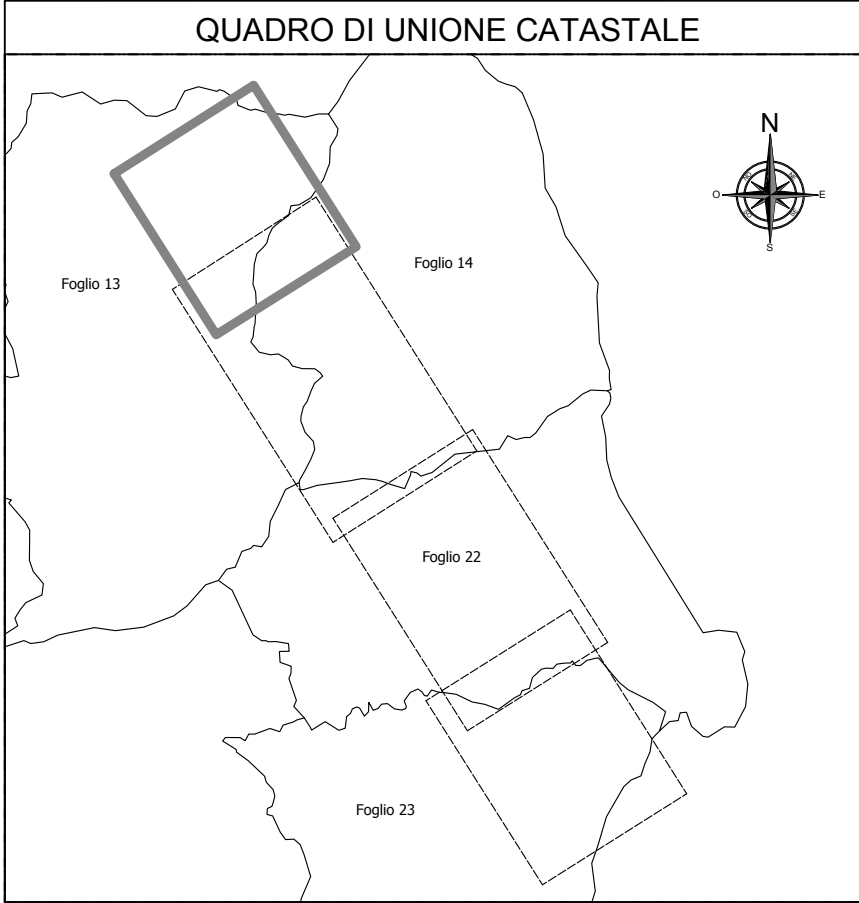 QUADRO DI UNIONE CATASTALE
N
O
E
S
Foglio 13
Foglio 14
Foglio 22
Foglio 23